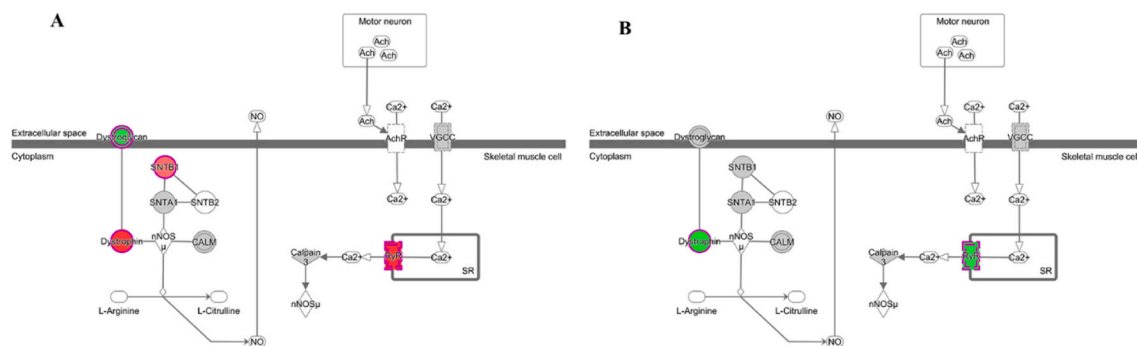 A
Motor neuron
Ach
Ach Ach
Ca2+ Ca2+
NO
Ach
Extracellular space
Dystroglycan
AchR
VGCC
Cytoplasm
Skeletal muscle cell
SNTB1
Ca2+ Ca2+
SNTA1 SNTB2
Dystrophin
nNOS
μ
CALM
Calpain
3
Ca2+
RyR
Ca2+
SR
nNOSμ
L-Arginine L-Citrulline
NO
B
Motor neuron
Ach
Ach Ach
Ca2+ Ca2+
NO
Ach
Extracellular space
Dystroglycan
AchR
VGCC
Cytoplasm
Skeletal muscle cell
SNTB1
Ca2+ Ca2+
SNTA1 SNTB2
Dystrophin
nNOS
μ
CALM
Calpain
3
Ca2+
RyR
Ca2+
SR
nNOSμ
L-Arginine L-Citrulline
NO